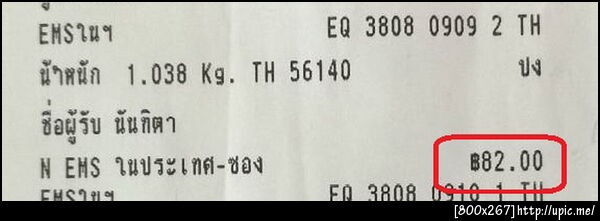 EMSในฯ EQ 3808 0909 2 TH
น้ำหนัก 1.038 Kg. TH 56140 ปง
ชื่อผู้รับ นันทิตา
N EMS ในประเทศ-ซอง ฿82.00
EMSในฯ EQ 3808 0910 1 TH
[800x267]http://upic.me/